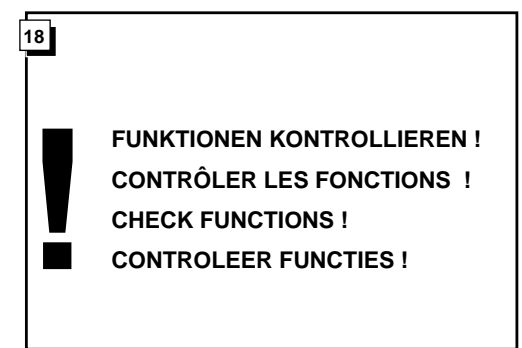 18
! FUNKTIONEN KONTROLLIEREN !
CONTRÔLER LES FONCTIONS !
CHECK FUNCTIONS !
CONTROLEER FUNCTIES !